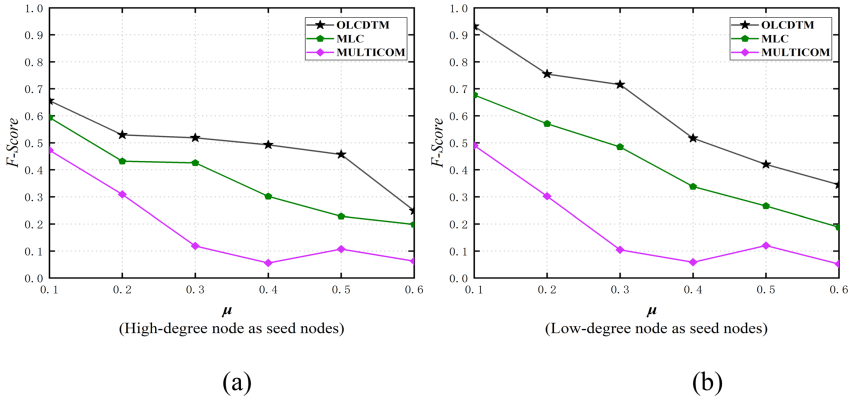 1.0
0.9
0.8
0.7
0.6
0.5
0.4
0.3
0.2
0.1
0.0
F-Score
OLCDTM
MLC
MULTICOM
0.1 0.2 0.3 0.4 0.5 0.6
μ
(High-degree node as seed nodes)
(a)
1.0
0.9
0.8
0.7
0.6
0.5
0.4
0.3
0.2
0.1
0.0
F-Score
OLCDTM
MLC
MULTICOM
0.1 0.2 0.3 0.4 0.5 0.6
μ
(Low-degree node as seed nodes)
(b)